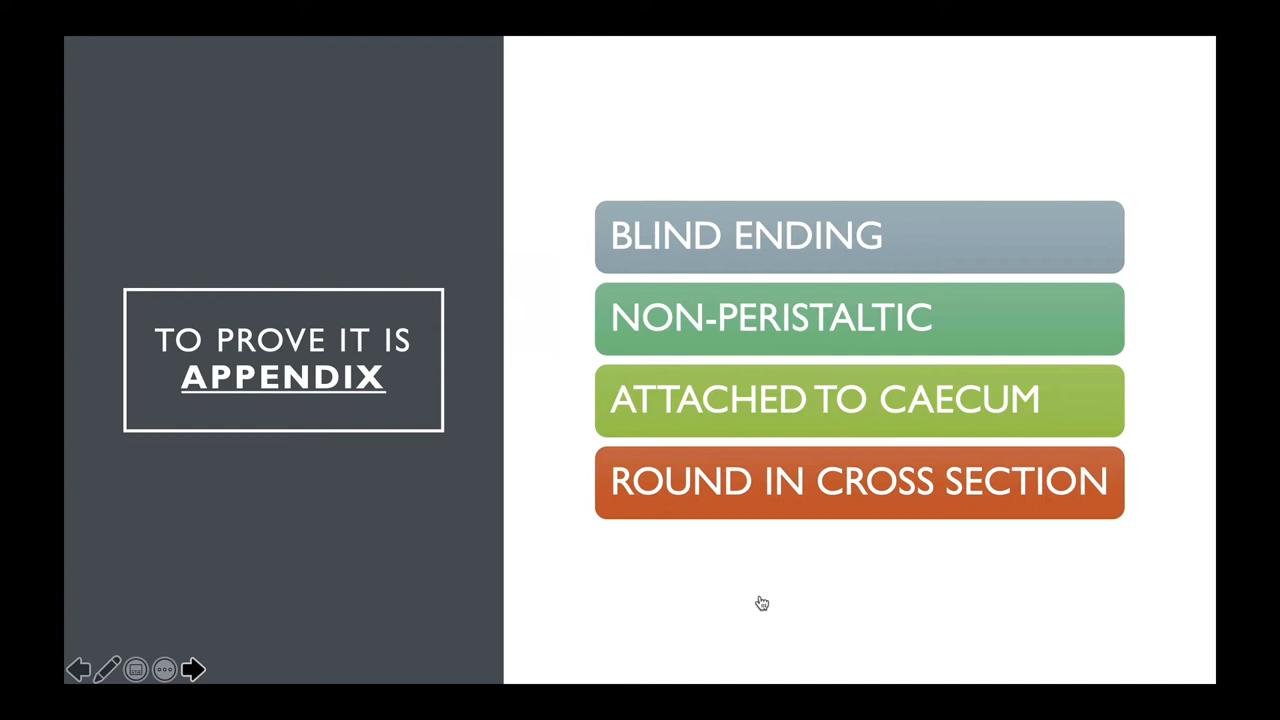 TO PROVE IT IS
APPENDIX
BLIND ENDING
NON-PERISTALTIC
ATTACHED TO CAECUM
ROUND IN CROSS SECTION